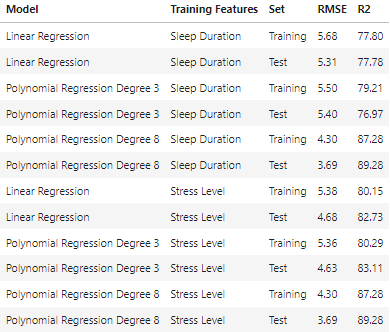 Model Training Features Set RMSE R2
Linear Regression Sleep Duration Training 5.68 77.80
Linear Regression Sleep Duration Test 5.31 77.78
Polynomial Regression Degree 3 Sleep Duration Training 5.50 79.21
Polynomial Regression Degree 3 Sleep Duration Test 5.40 76.97
Polynomial Regression Degree 8 Sleep Duration Training 4.30 87.28
Polynomial Regression Degree 8 Sleep Duration Test 3.69 89.28
Linear Regression Stress Level Training 5.38 80.15
Linear Regression Stress Level Test 4.68 82.73
Polynomial Regression Degree 3 Stress Level Training 5.36 80.29
Polynomial Regression Degree 3 Stress Level Test 4.63 83.11
Polynomial Regression Degree 8 Stress Level Training 4.30 87.28
Polynomial Regression Degree 8 Stress Level Test 3.69 89.28